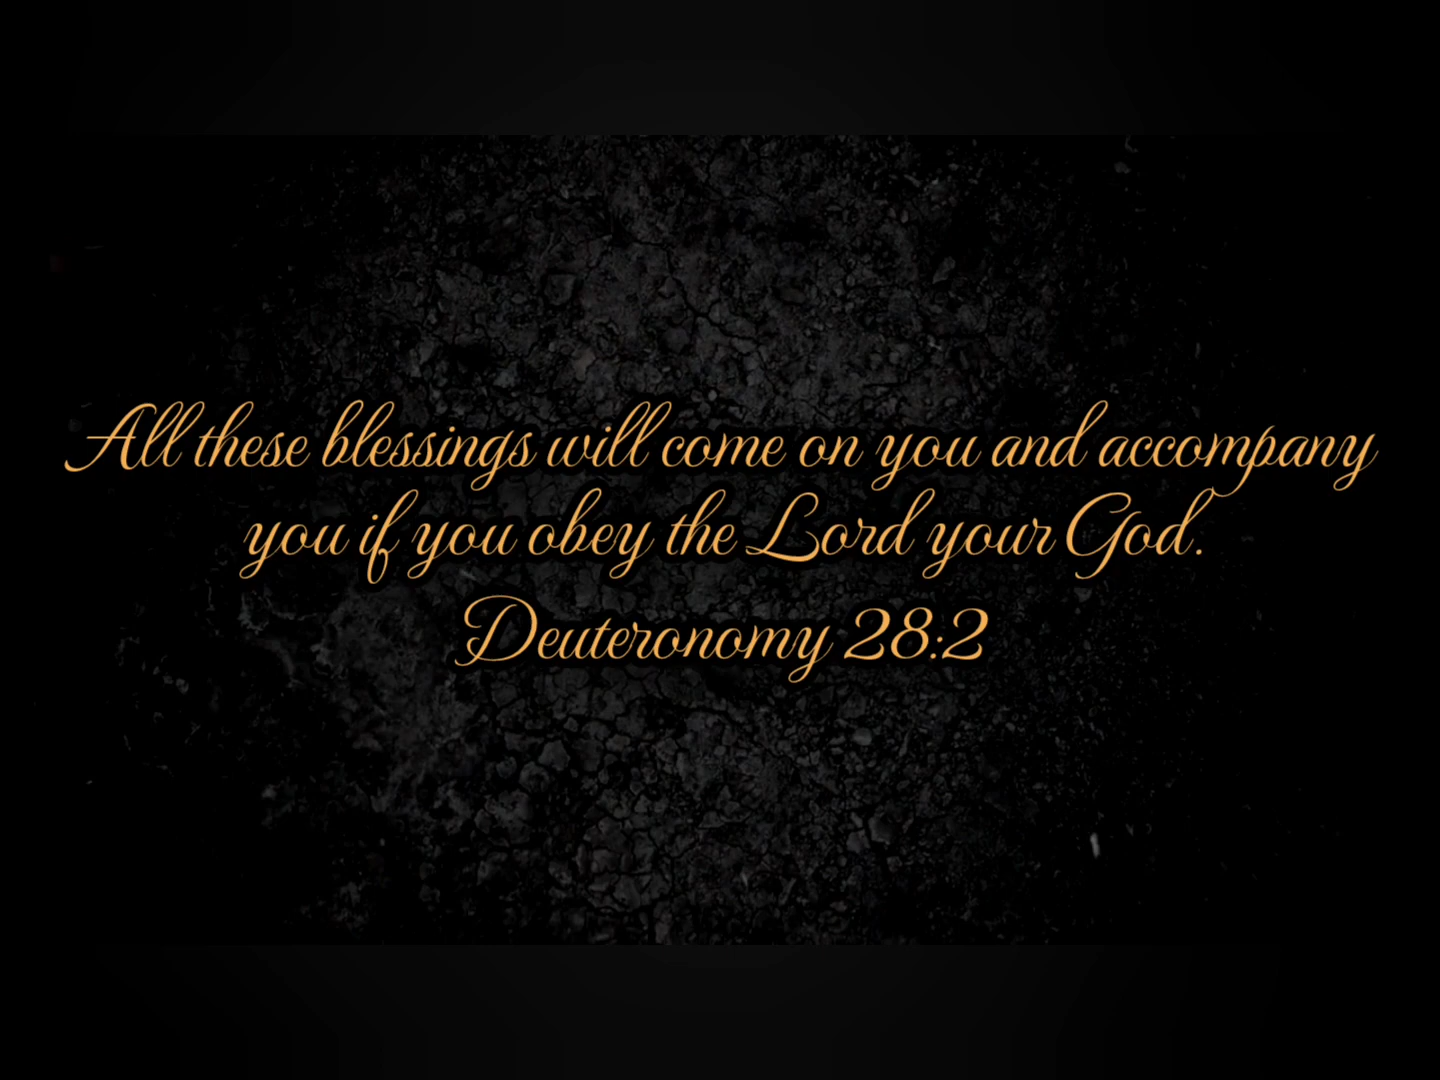 All these blessings will come on you and accompany
you if you obey the Lord your God.
Deuteronomy 28:2